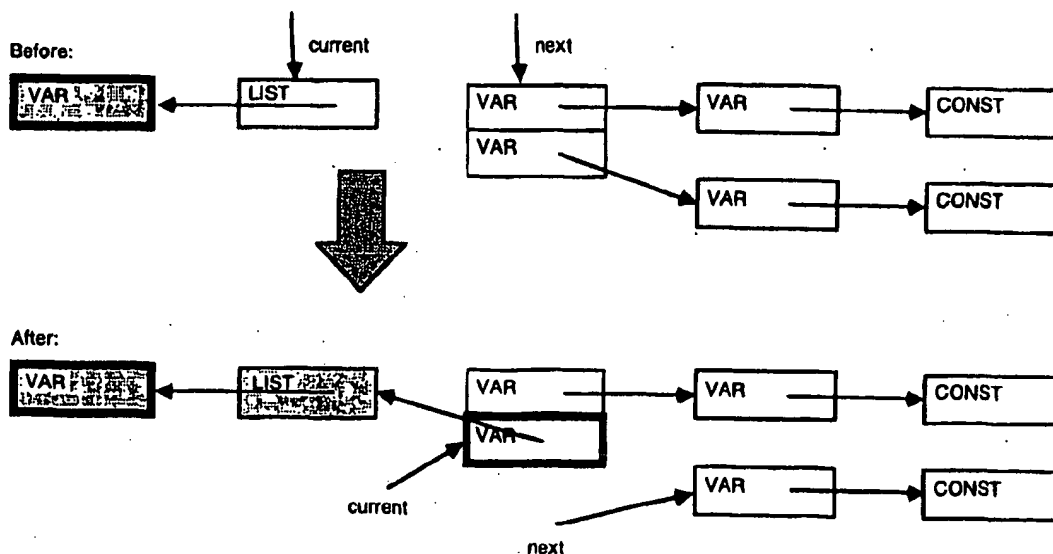 Before:
current
next
VAR
LIST
VAR
VAR
CONST
VAR
VAR
CONST
After:
VAR
LIST
VAR
VAR
CONST
VAR
VAR
CONST
current
next